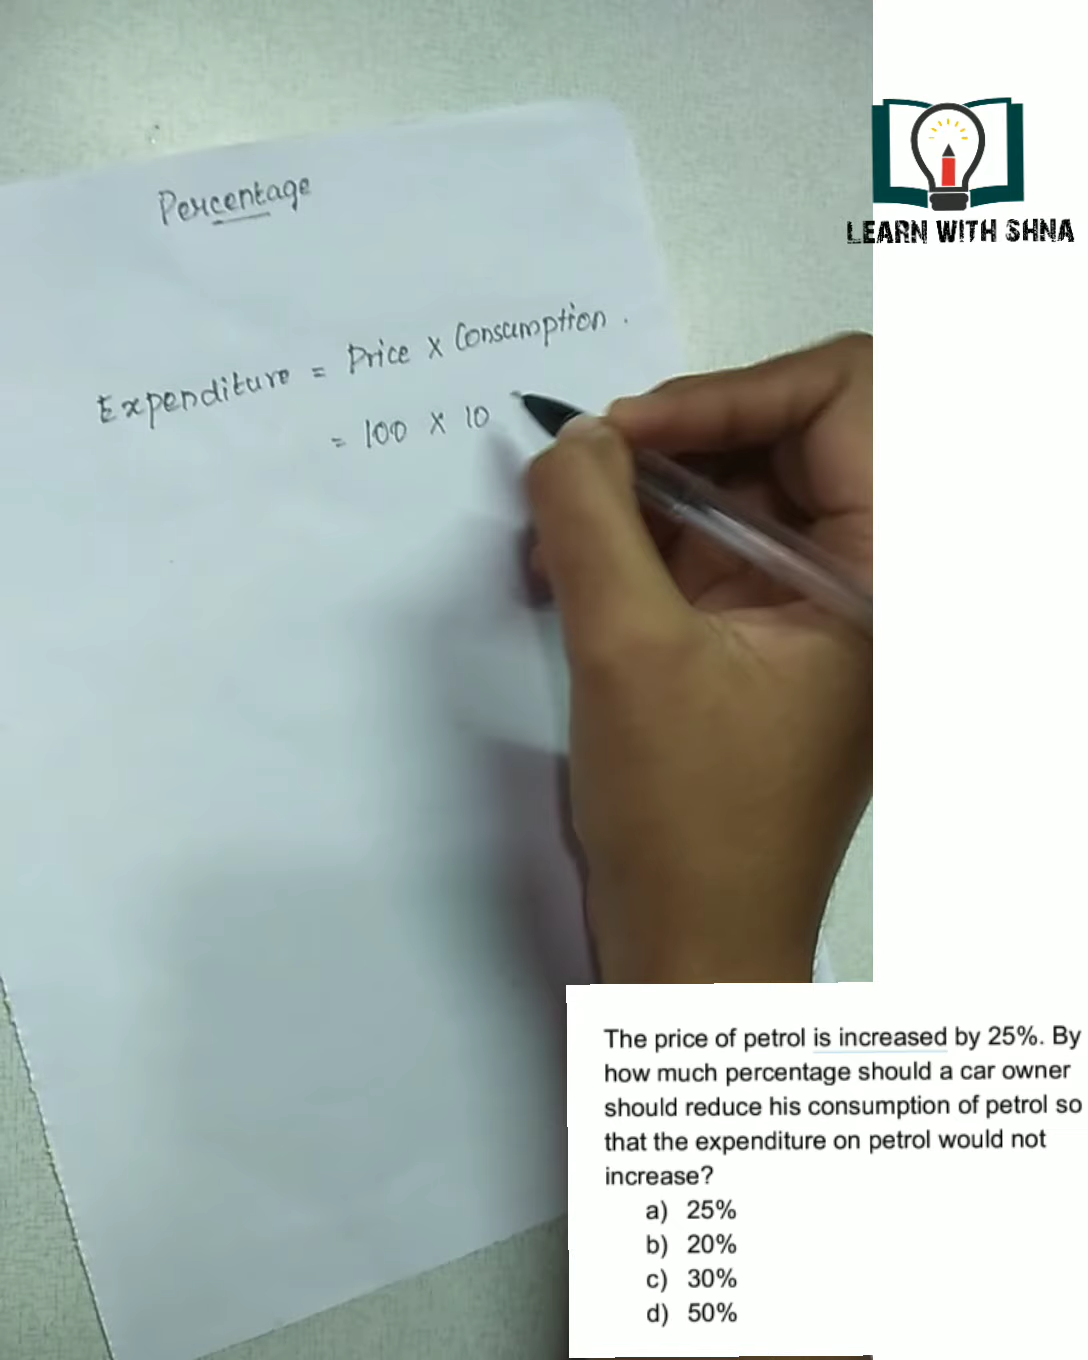 LEARN WITH SHNA
Percentage
Expenditure = Price x Consumption.
= 100 x 10
The price of petrol is increased by 25%. By
how much percentage should a car owner
should reduce his consumption of petrol so
that the expenditure on petrol would not
increase?
a) 25%
b) 20%
c) 30%
d) 50%